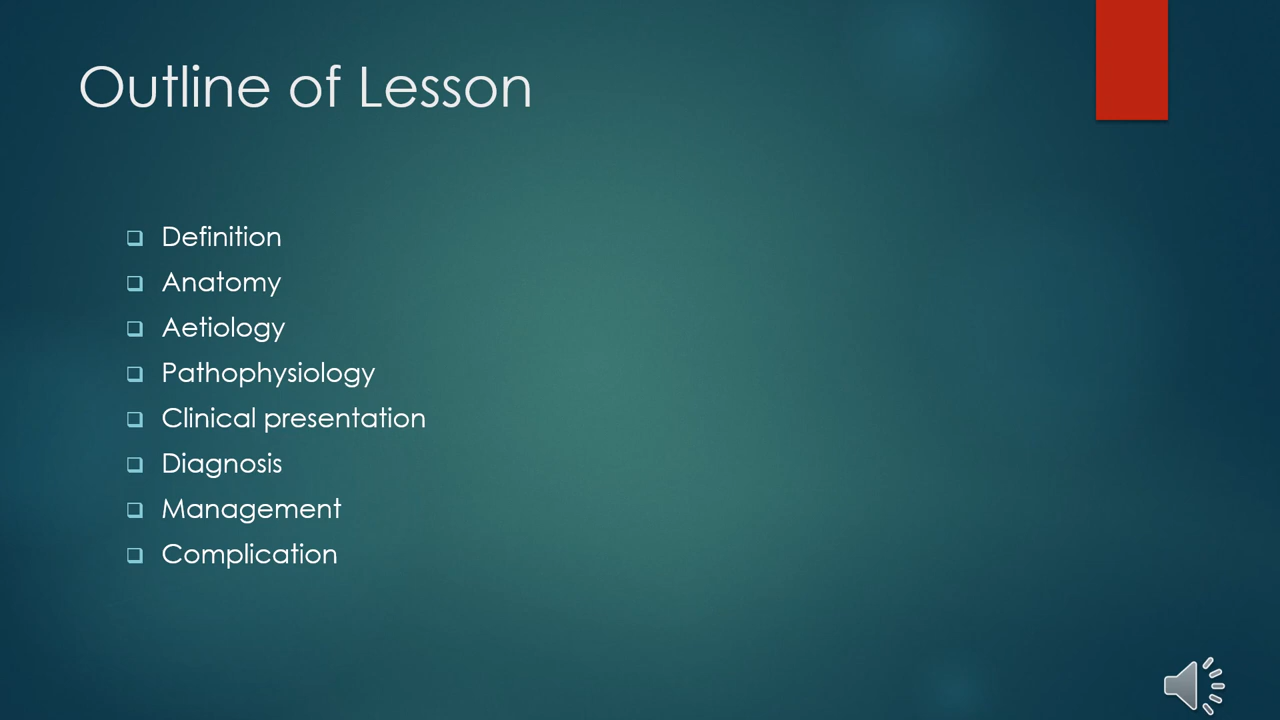 Outline of Lesson
Definition
Anatomy
Aetiology
Pathophysiology
Clinical presentation
Diagnosis
Management
Complication